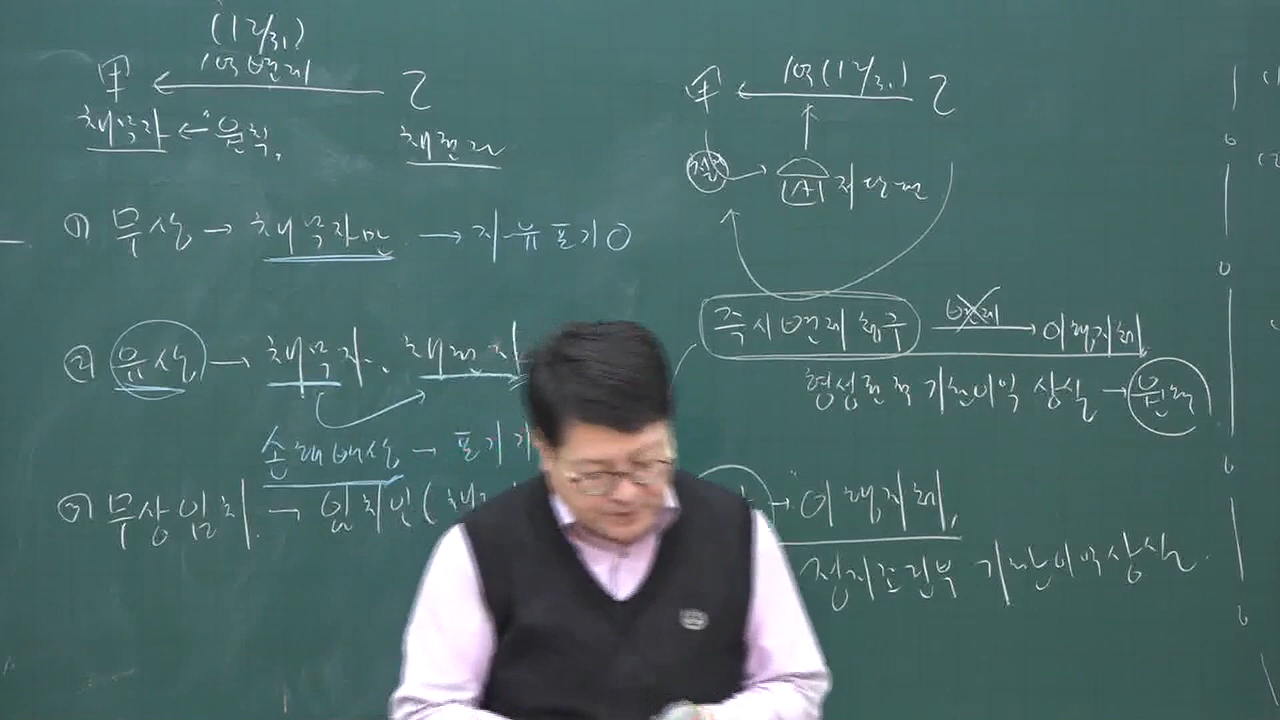 (12/31)
1억 변제
甲 ← 乙
채무자 ← 원칙.
채권자
① 무상 → 채무자만 → 지유포기 O
② 유상 → 채무자, 채권자
손해배상 → 포기
③ 무상임치 → 임치인(채
甲 ← 1억(12/31) 乙
[A] 저당권
즉시변제청구 변제 → 이행지체
형성권적 기한이익 상실 → 원칙
→ 이행지체.
정지조건부 기한이익상실.